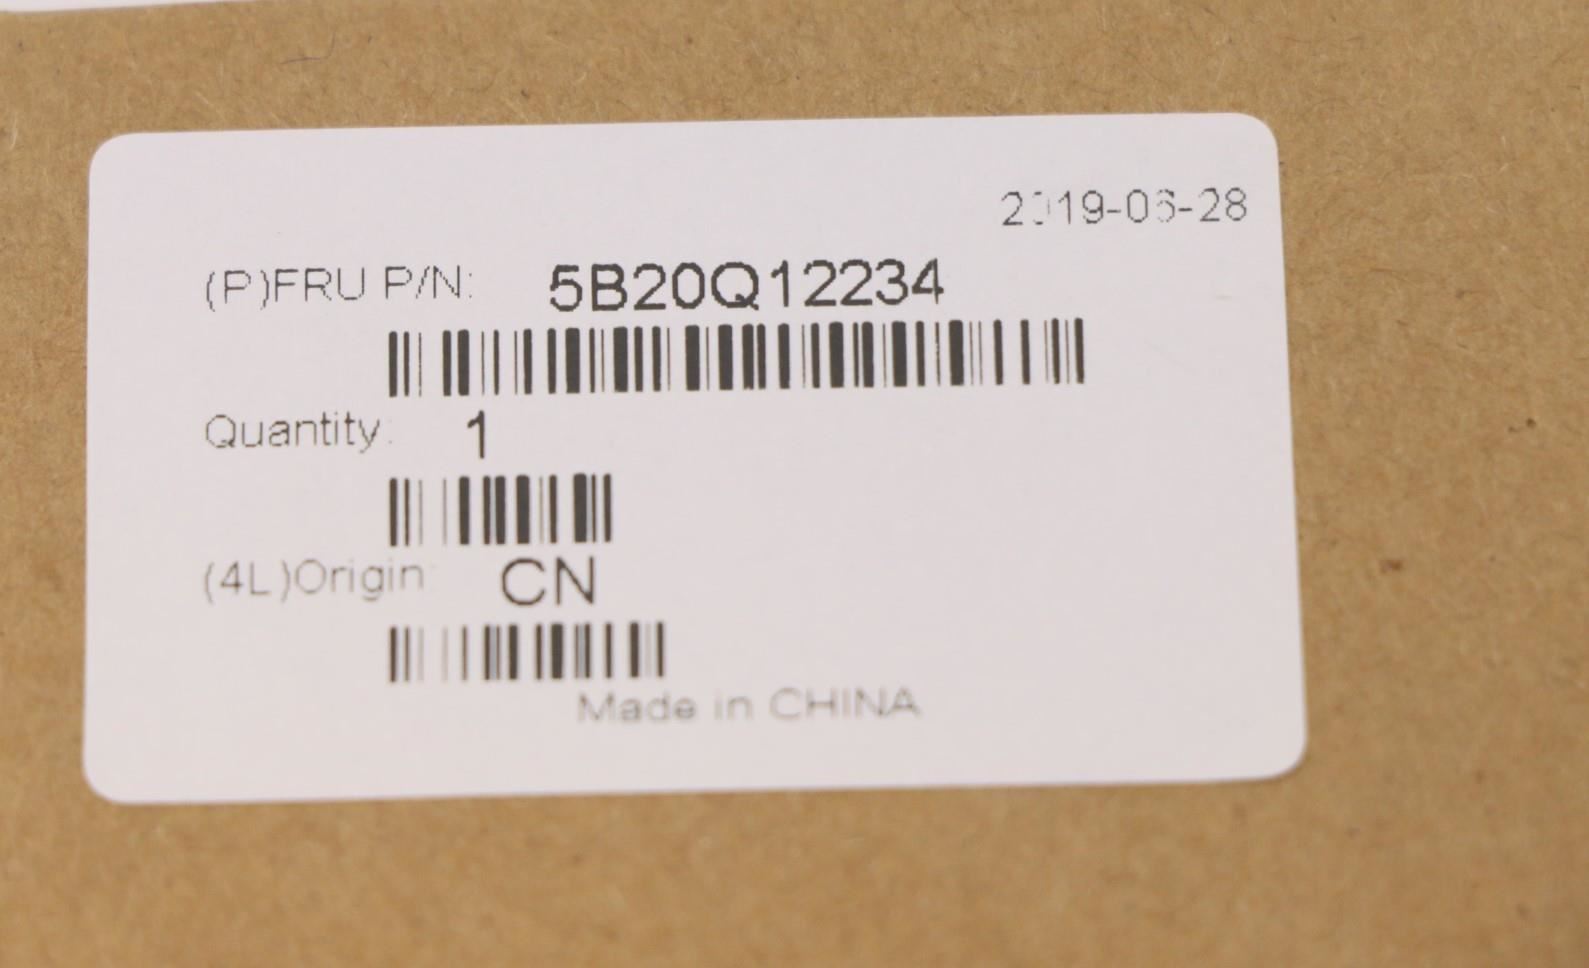 2019-06-28
(P)FRU P/N: 5B20Q12234
Quantity: 1
(4L)Origin: CN
Made in CHINA